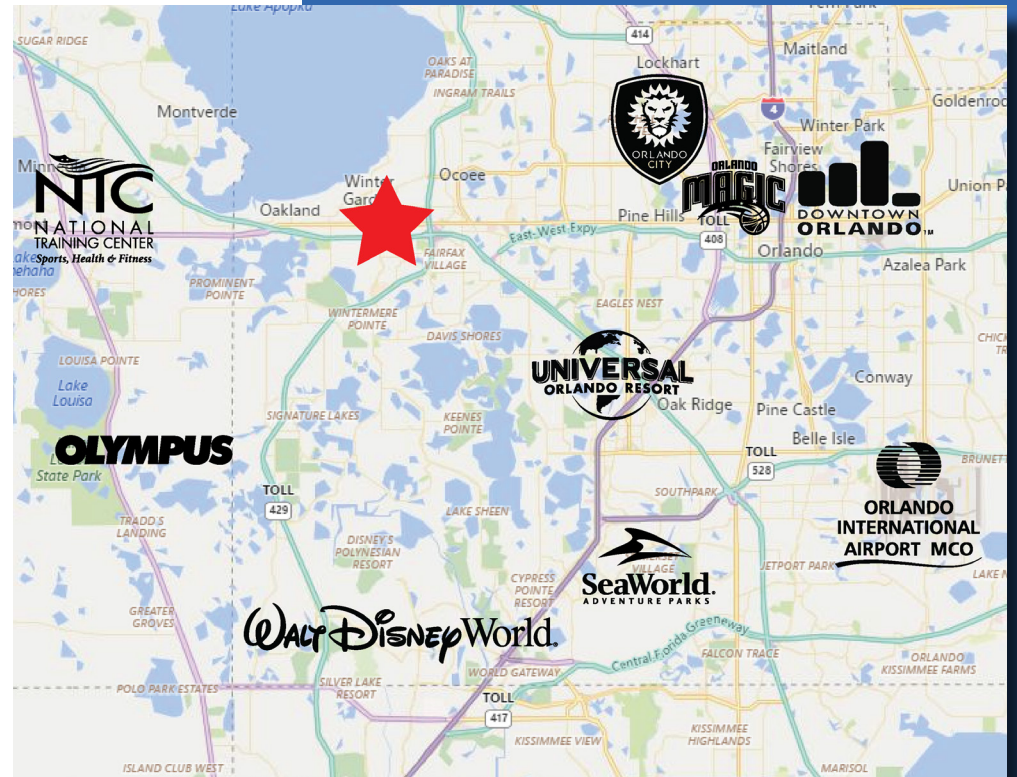 Lake Apopka
SUGAR RIDGE
414
Maitland
OAKS AT
PARADISE
Lockhart
INGRAM TRAILS
Goldenrod
4
Montverde
Winter Park
ORLANDO
CITY
Fairview
Shores
ORLANDO
MAGIC
NTC
NATIONAL
TRAINING CENTER
Sports, Health & Fitness
Winter
Ocoee
Oakland
Pine Hills
TOLL
408
DOWNTOWN
ORLANDO™
Union
East-West Expy
Orlando
FAIRFAX
VILLAGE
Azalea Park
PROMINENT
POINTE
EAGLES NEST
WINTERMERE
POINTE
DAVIS SHORES
LOUISA POINTE
Lake
Louisa
UNIVERSAL
ORLANDO RESORT
Conway
Oak Ridge
Pine Castle
SIGNATURE LAKES
KEENES
POINTE
Belle Isle
OLYMPUS
State Park
TOLL
528
TOLL
429
SOUTHPARK
ORLANDO
INTERNATIONAL
AIRPORT MCO
LAKE SHEEN
TRADD'S
LANDING
DISNEY'S
POLYNESIAN
RESORT
VILLAGE
JETPORT PARK
CYPRESS
POINTE
RESORT
SeaWorld.
ADVENTURE PARKS
GREATER
GROVES
WALT DISNEY World.
Central Florida Greeneway
FALCON TRACE
ORLANDO
KISSIMMEE FARMS
WORLD GATEWAY
POLO PARK ESTATES
SILVER LAKE
RESORT
TOLL
417
KISSIMMEE VIEW
KISSIMMEE
HIGHLANDS
ISLAND CLUB WEST
MARISOL